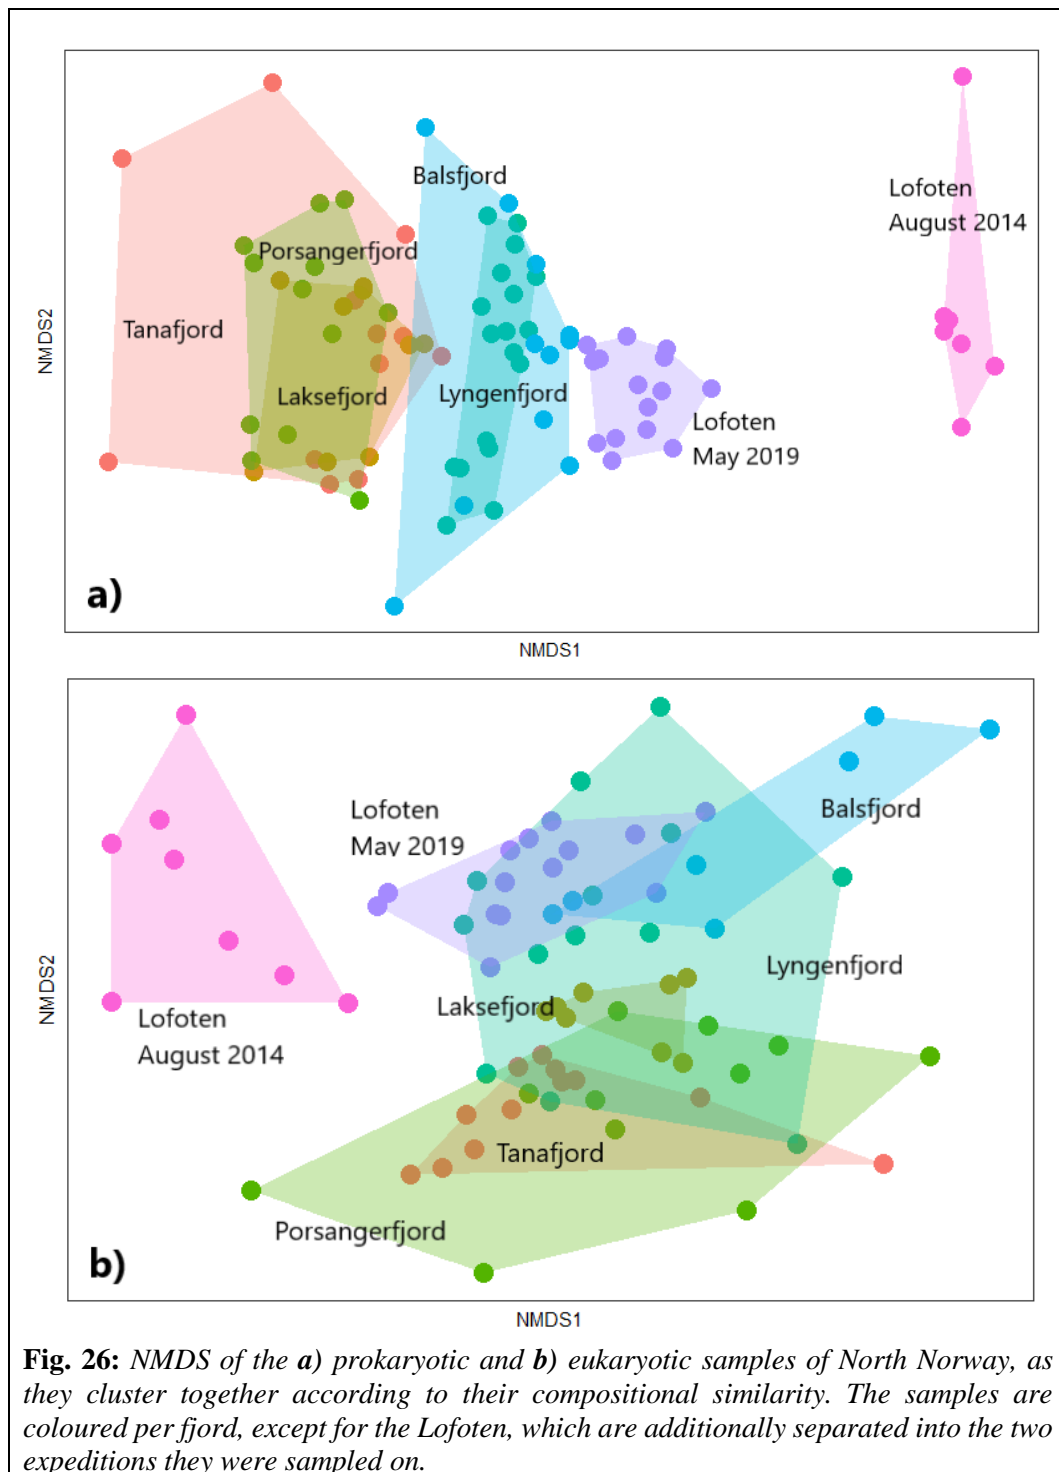 Balsfjord
Lofoten
August 2014
Porsangerfjord
Tanafjord
Laksefjord
Lyngenfjord
Lofoten
May 2019
NMDS2
a)
NMDS1
Lofoten
May 2019
Balsfjord
Lyngenfjord
Laksefjord
Lofoten
August 2014
Tanafjord
Porsangerfjord
NMDS2
b)
NMDS1
Fig. 26: NMDS of the a) prokaryotic and b) eukaryotic samples of North Norway, as
they cluster together according to their compositional similarity. The samples are
coloured per fjord, except for the Lofoten, which are additionally separated into the two
expeditions they were sampled on.